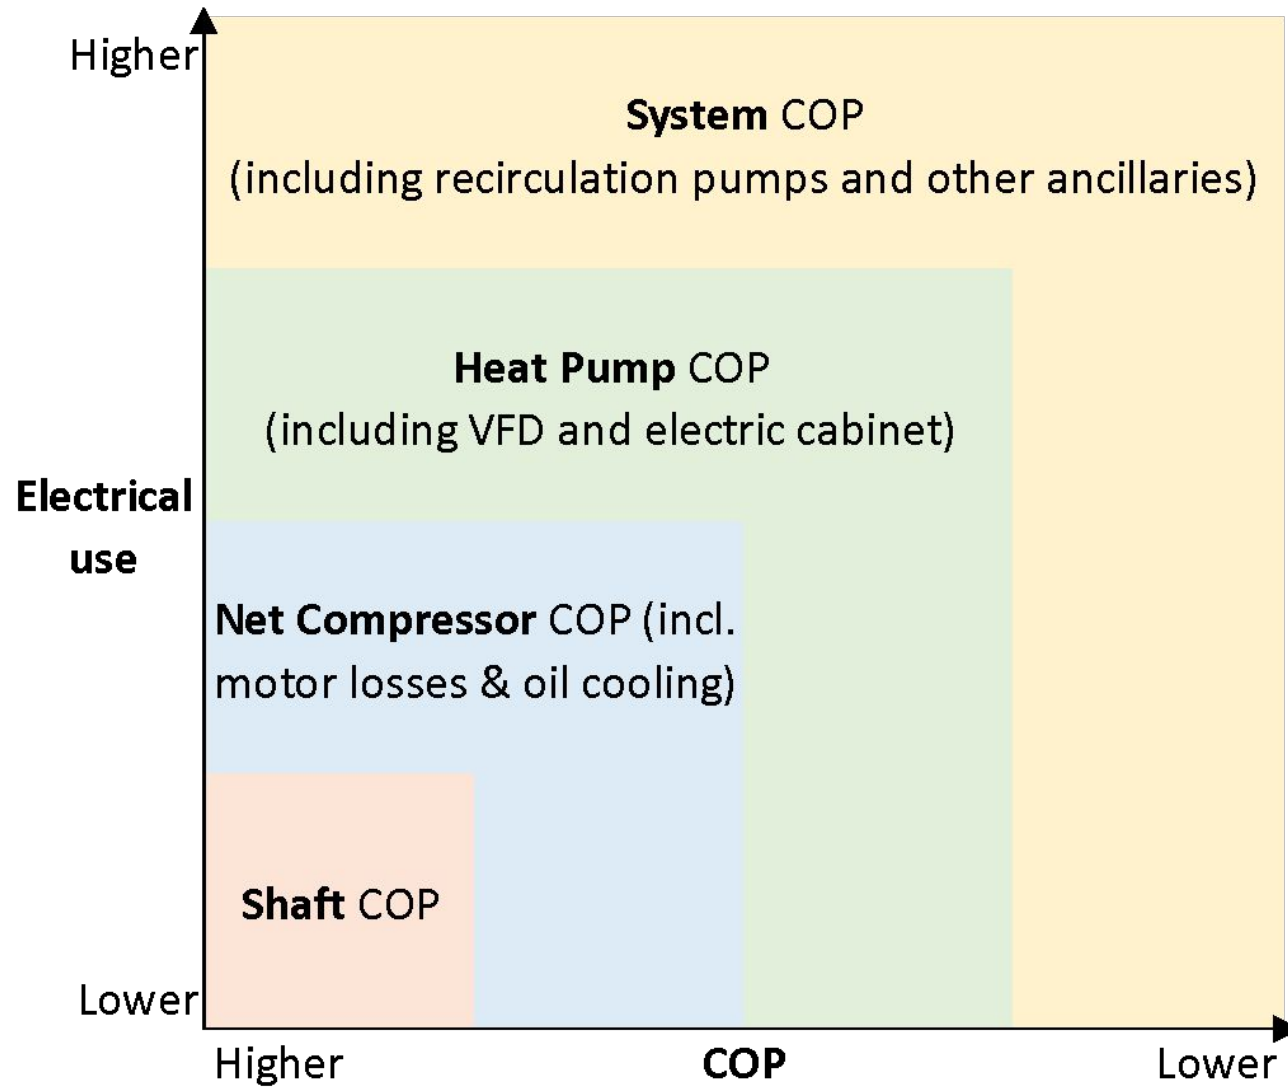 Higher
System COP
(including recirculation pumps and other ancillaries)
Heat Pump COP
(including VFD and electric cabinet)
Electrical
use
Net Compressor COP (incl.
motor losses & oil cooling)
Shaft COP
Lower
Higher
COP
Lower